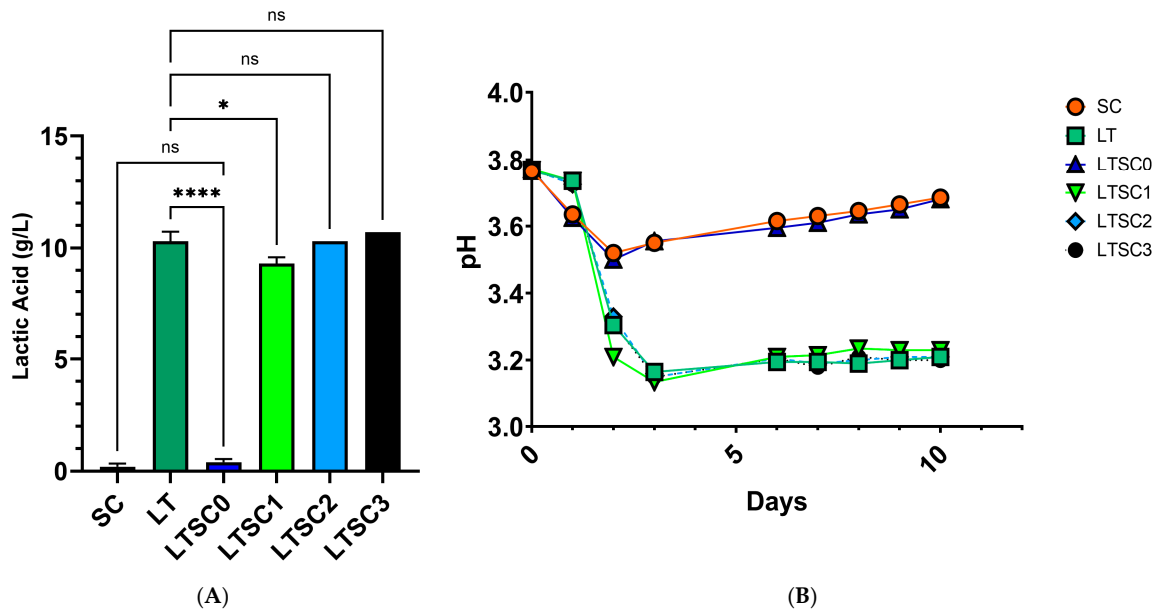 ns
ns
*
ns
****
15
10
5
0
Lactic Acid (g/L)
SC
LT
LTSC0
LTSC1
LTSC2
LTSC3
(A)
4.0
3.8
3.6
3.4
3.2
3.0
pH
0
5
10
Days
SC
LT
LTSC0
LTSC1
LTSC2
LTSC3
(B)